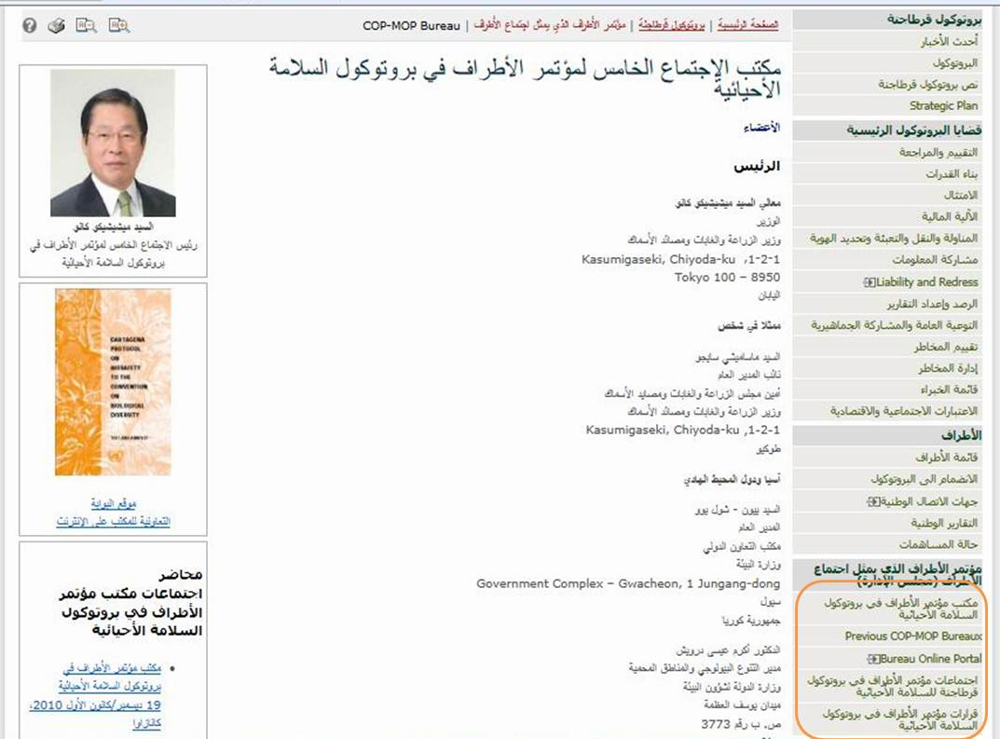 الصفحة الرئيسية | بروتوكول قرطاجنة | مؤتمر الأطراف الذي يمثل اجتماع الأطراف | COP-MOP Bureau
بروتوكول قرطاجنة
أحدث الأخبار
البروتوكول
نص بروتوكول قرطاجنة
Strategic Plan
قضايا البروتوكول الرئيسية
التقييم والمراجعة
بناء القدرات
الامتثال
الآلية المالية
المناولة والنقل والتعبئة وتحديد الهوية
مشاركة المعلومات
Liability and Redress
الرصد وإعداد التقارير
التوعية العامة والمشاركة الجماهيرية
تقييم المخاطر
إدارة المخاطر
قائمة الخبراء
الاعتبارات الاجتماعية والاقتصادية
الأطراف
قائمة الأطراف
الانضمام الى البروتوكول
جهات الاتصال الوطنية
التقارير الوطنية
حالة المساهمات
مؤتمر الأطراف الذي يمثل اجتماع
الأطراف (مجلس الإدارة)
مكتب مؤتمر الأطراف في بروتوكول
السلامة الأحيائية
Previous COP-MOP Bureaux
Bureau Online Portal
اجتماعات مؤتمر الأطراف في بروتوكول
قرطاجنة للسلامة الأحيائية
قرارات مؤتمر الأطراف في بروتوكول
السلامة الأحيائية
مكتب الاجتماع الخامس لمؤتمر الأطراف في بروتوكول السلامة
الأحيائية
الأعضاء
الرئيس
معالي السيد ميشيشيكو كانو
الوزير
وزير الزراعة والغابات ومصائد الأسماك
1-2-1, Kasumigaseki, Chiyoda-ku
Tokyo 100 – 8950
اليابان
ممثلا في شخص
السيد ماساميشي سايجو
نائب المدير العام
أمين مجلس الزراعة والغابات ومصايد الأسماك
وزير الزراعة والغابات ومصائد الأسماك
1-2-1, Kasumigaseki, Chiyoda-ku
طوكيو
آسيا ودول المحيط الهادي
السيد بيون - شول يوو
المدير العام
مكتب التعاون الدولي
وزارة البيئة
Government Complex – Gwacheon, 1 Jungang-dong
سيول
جمهورية كوريا
الدكتور أكرم عيسى درويش
مدير التنوع البيولوجي والمناطق المحمية
وزارة الدولة لشؤون البيئة
ميدان يوسف العظمة
ص. ب رقم 3773
السيد ميشيشيكو كانو
رئيس الاجتماع الخامس لمؤتمر الأطراف في
بروتوكول السلامة الأحيائية
CARTAGENA
PROTOCOL
ON
BIOSAFETY
TO THE
CONVENTION
ON
BIOLOGICAL
DIVERSITY
موقع البوابة
التعاونية للمكتب على الإنترنت
محاضر
اجتماعات مكتب مؤتمر
الأطراف في بروتوكول
السلامة الأحيائية
• مكتب مؤتمر الأطراف في
بروتوكول السلامة الأحيائية
19 ديسمبر/كانون الأول 2010،